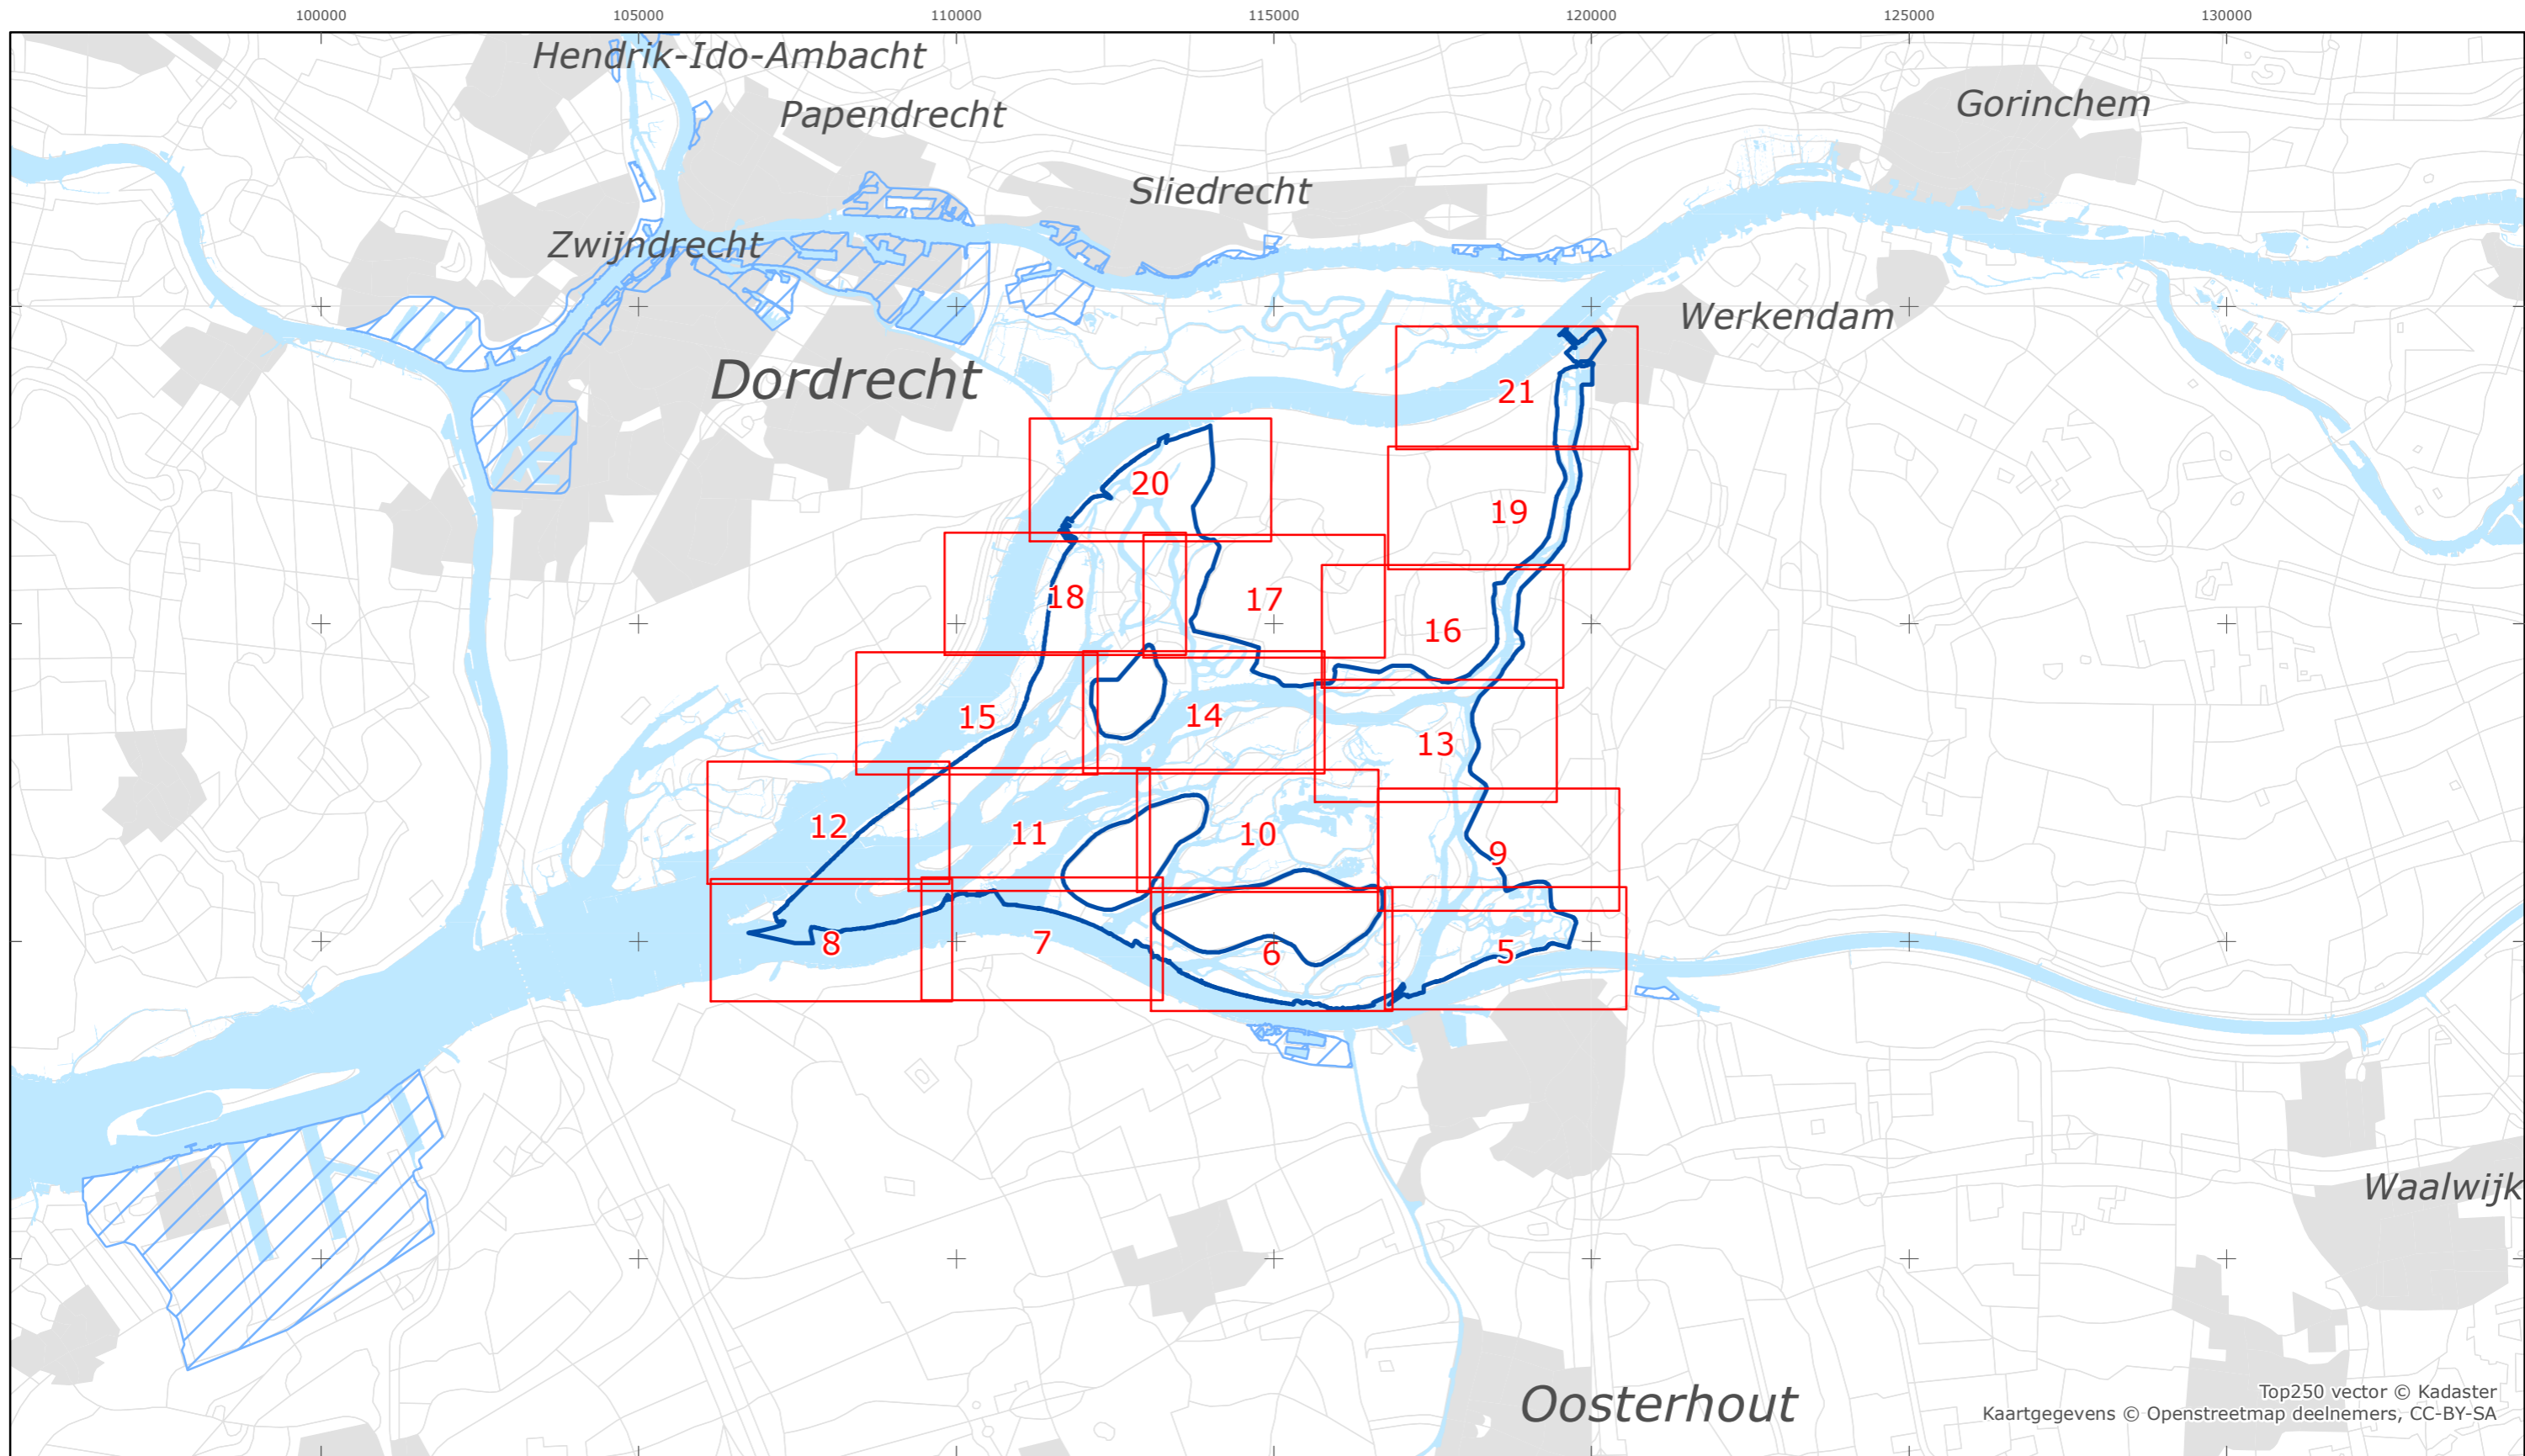 100000
105000
110000
115000
120000
125000
130000
Hendrik-Ido-Ambacht
Papendrecht
Gorinchem
Sliedrecht
Zwijndrecht
Werkendam
Dordrecht
21
20
19
18
17
16
15
14
13
12
11
10
9
8
7
6
5
Waalwijk
Oosterhout
Top250 vector © Kadaster
Kaartgegevens © Openstreetmap deelnemers, CC-BY-SA